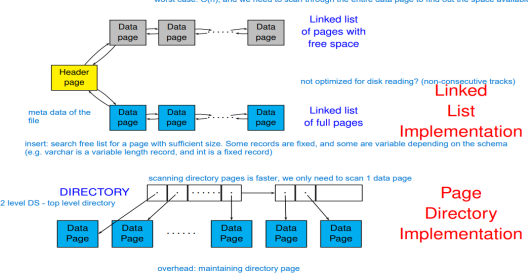 worst case: O(n), and we need to scan through the entire data page to find out the space available
Data page
Data page
Data page
Linked list of pages with free space
Header page
not optimized for disk reading? (non-consecutive tracks)
meta data of the file
Data page
Data page
Data page
Linked list of full pages
Linked List Implementation
insert: search free list for a page with sufficient size. Some records are fixed, and some are variable depending on the schema
(e.g. varchar is a variable length record, and int is a fixed record)
scanning directory pages is faster, we only need to scan 1 data page
DIRECTORY
2 level DS - top level directory
Data Page
Data Page
Data Page
Data Page
Data Page
Page Directory Implementation
overhead: maintaining directory page